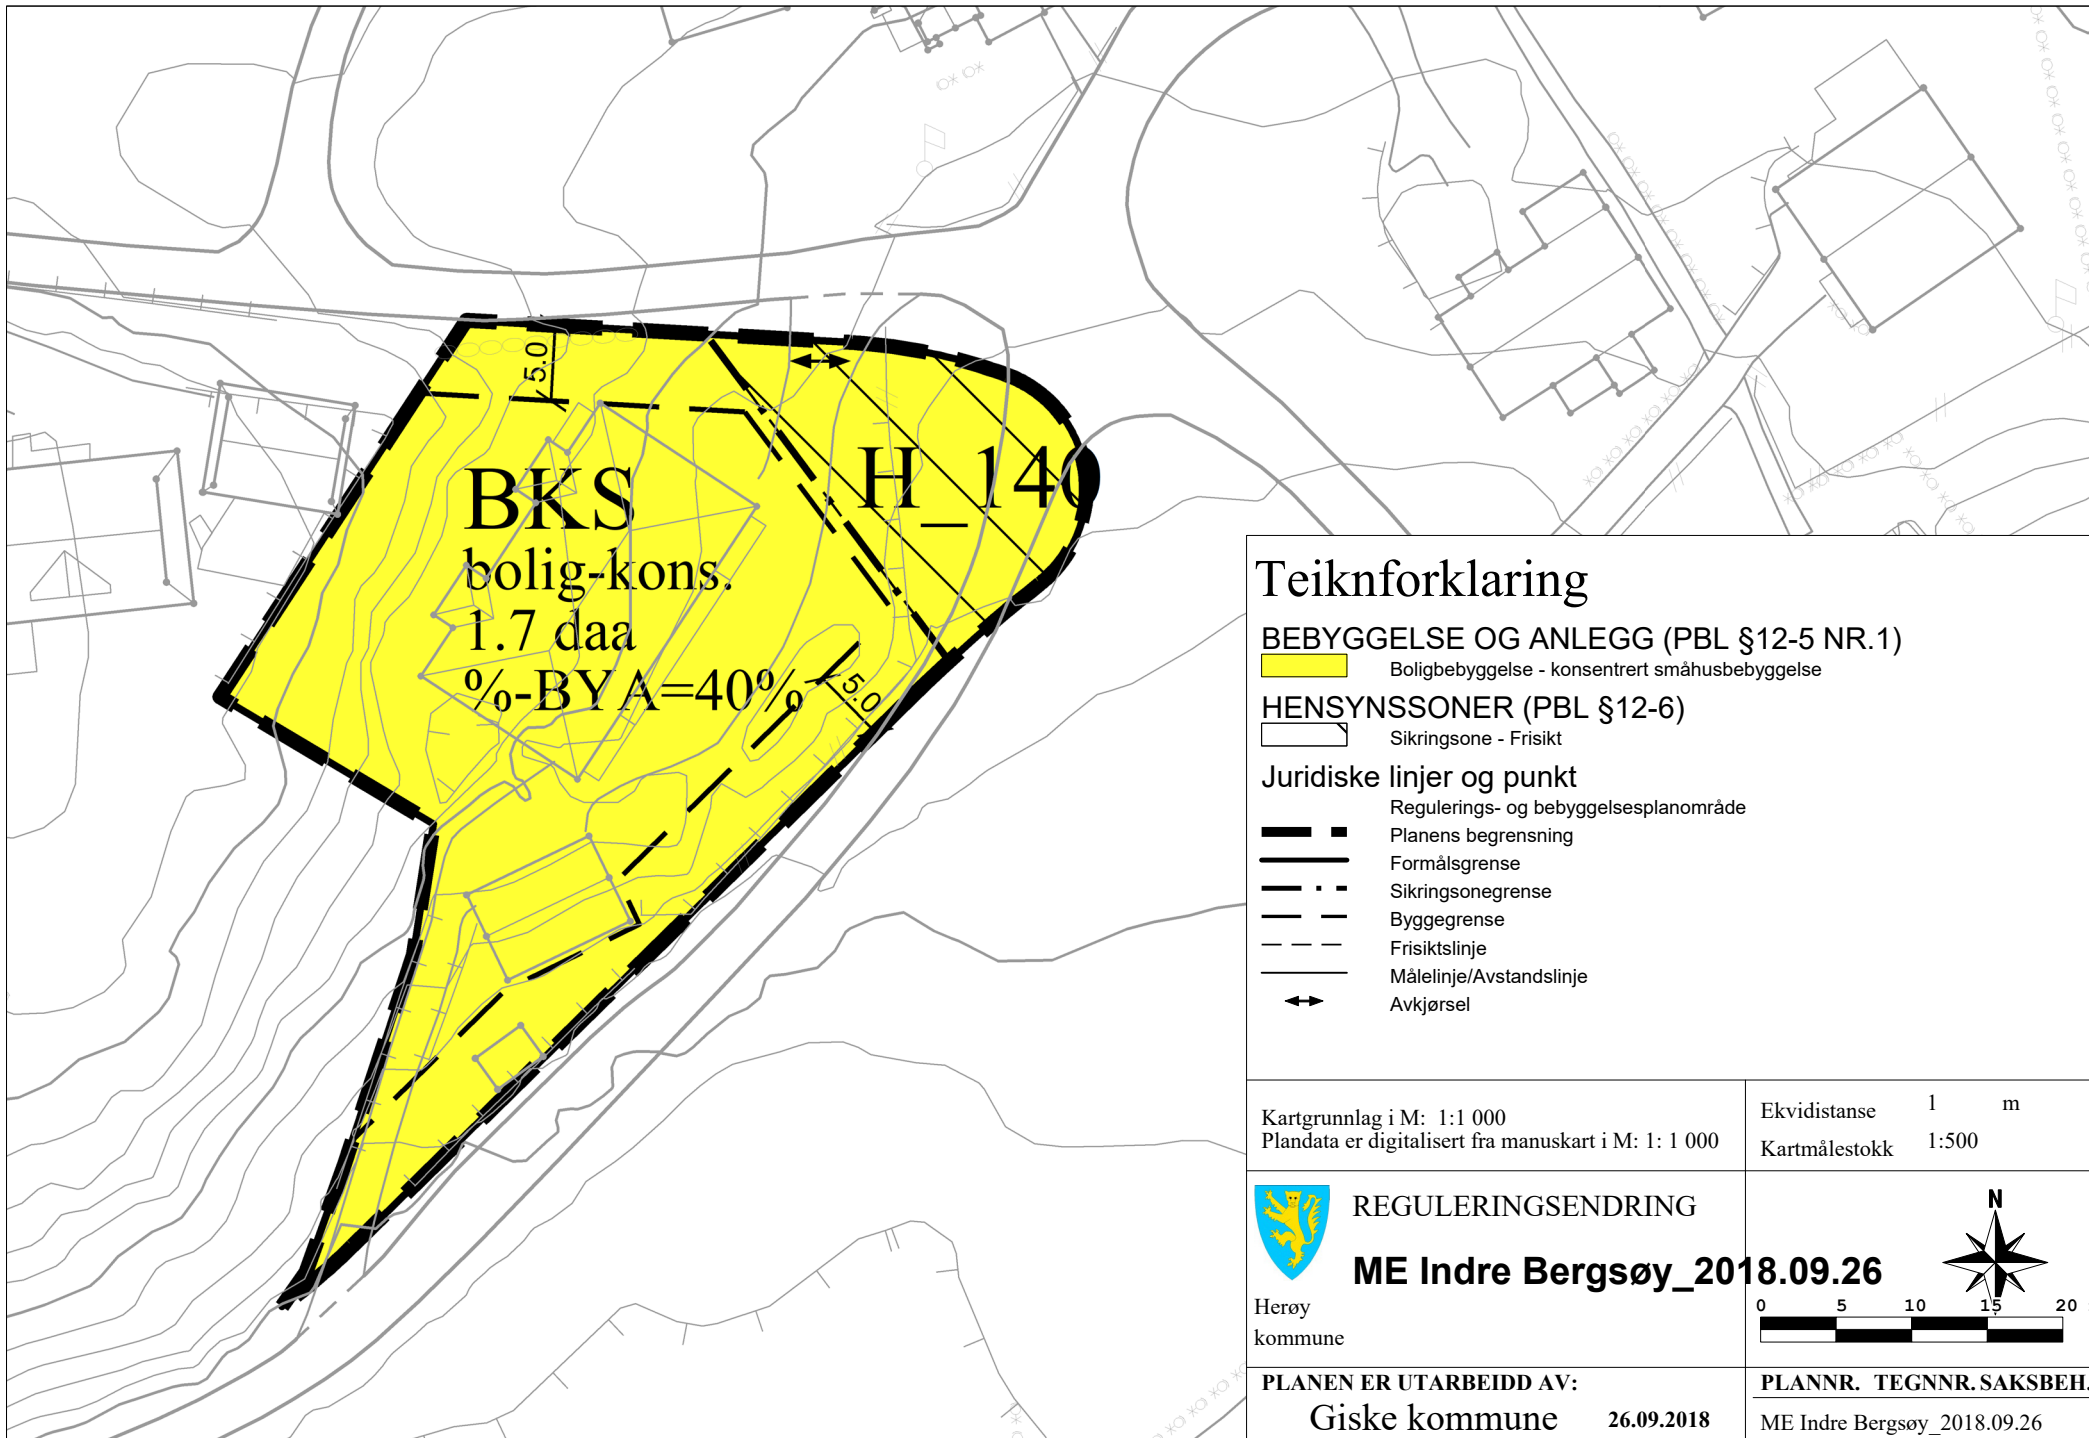 5.0
BKS
bolig-kons.
1.7 daa
%-BYA=40%
H_140
5.0
Teiknforklaring
BEBYGGELSE OG ANLEGG (PBL §12-5 NR.1)
Boligbebyggelse - konsentrert småhusbebyggelse
HENSYNSSONER (PBL §12-6)
Sikringsone - Frisikt
Juridiske linjer og punkt
Regulerings- og bebyggelsesplanområde
Planens begrensning
Formålsgrense
Sikringsonegrense
Byggegrense
Frisiktslinje
Målelinje/Avstandslinje
Avkjørsel
Kartgrunnlag i M: 1:1 000
Plandata er digitalisert fra manuskart i M: 1: 1 000
Ekvidistanse 1 m
Kartmålestokk 1:500
REGULERINGSENDRING
ME Indre Bergsøy_2018.09.26
Herøy
kommune
N
0 5 10 15 20
PLANEN ER UTARBEIDD AV:
Giske kommune 26.09.2018
PLANNR. TEGNNR. SAKSBEH.
ME Indre Bergsøy_2018.09.26